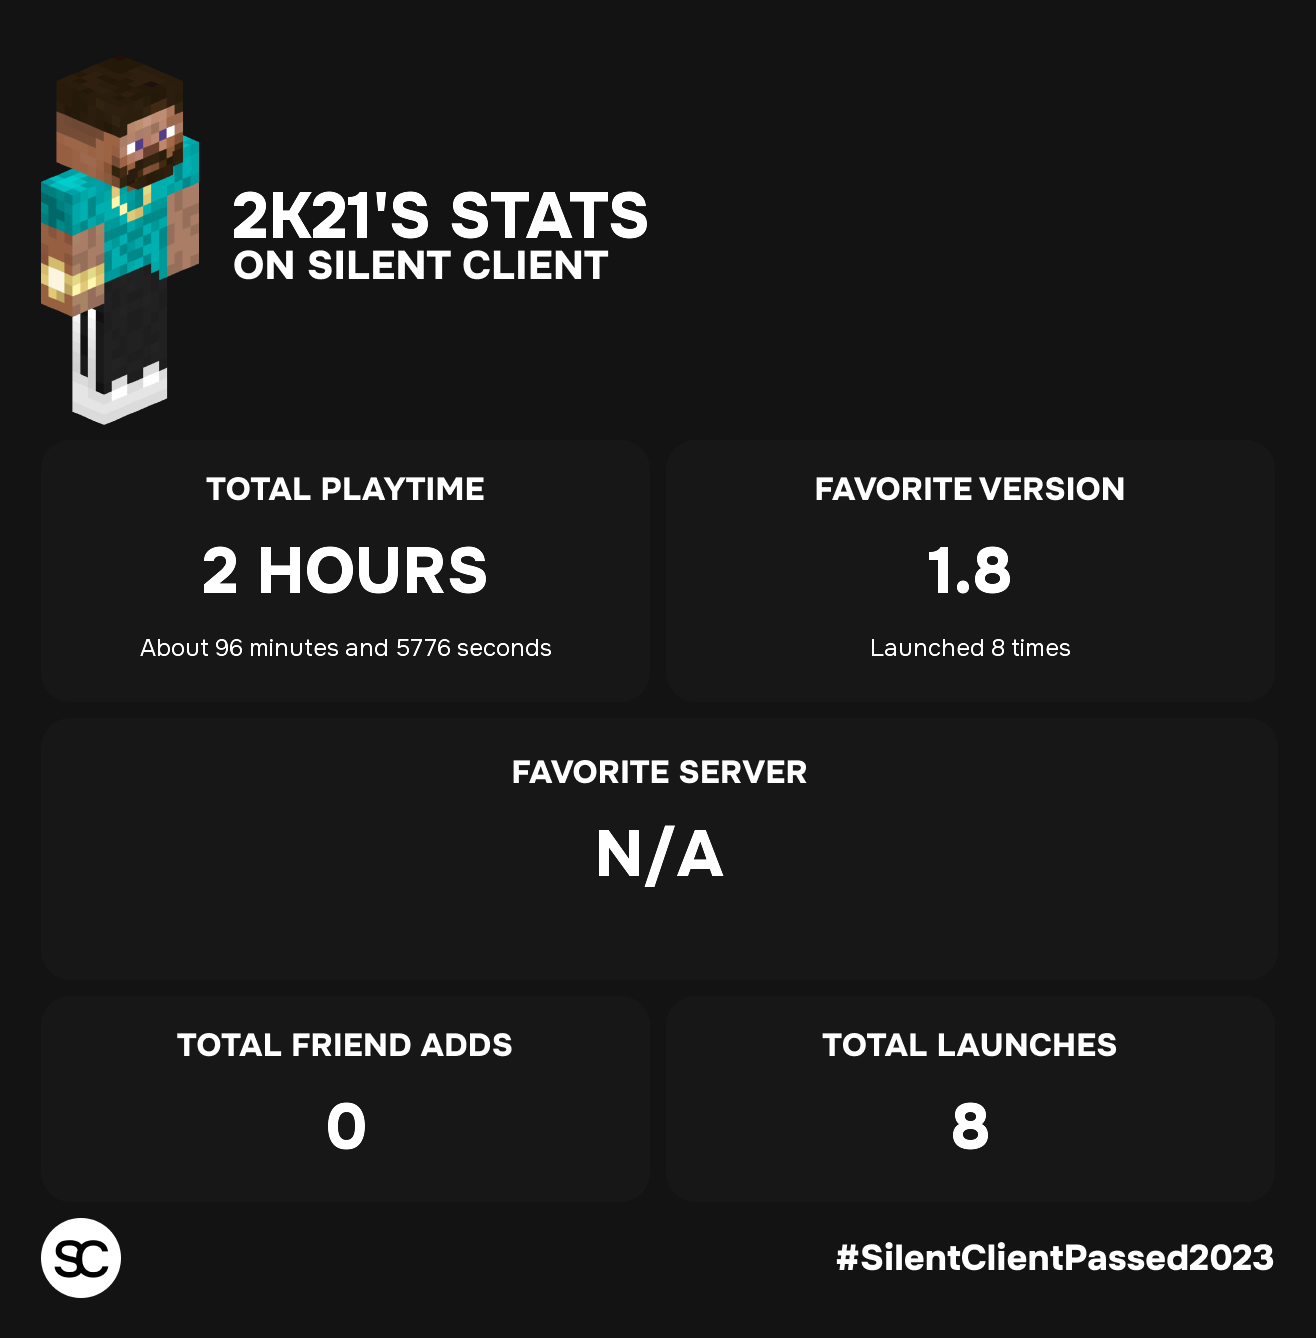 2K21'S STATS
ON SILENT CLIENT
TOTAL PLAYTIME
2 HOURS
About 96 minutes and 5776 seconds
FAVORITE VERSION
1.8
Launched 8 times
FAVORITE SERVER
N/A
TOTAL FRIEND ADDS
0
TOTAL LAUNCHES
8
SC
#SilentClientPassed2023